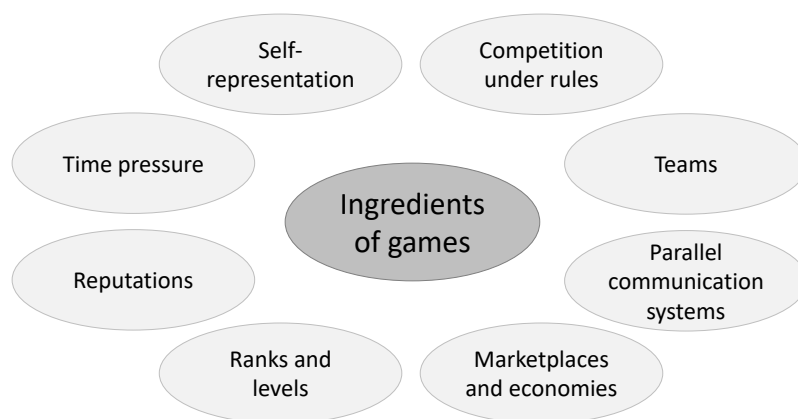 Self-
representation
Competition
under rules
Time pressure
Teams
Ingredients
of games
Reputations
Parallel
communication
systems
Ranks and
levels
Marketplaces
and economies